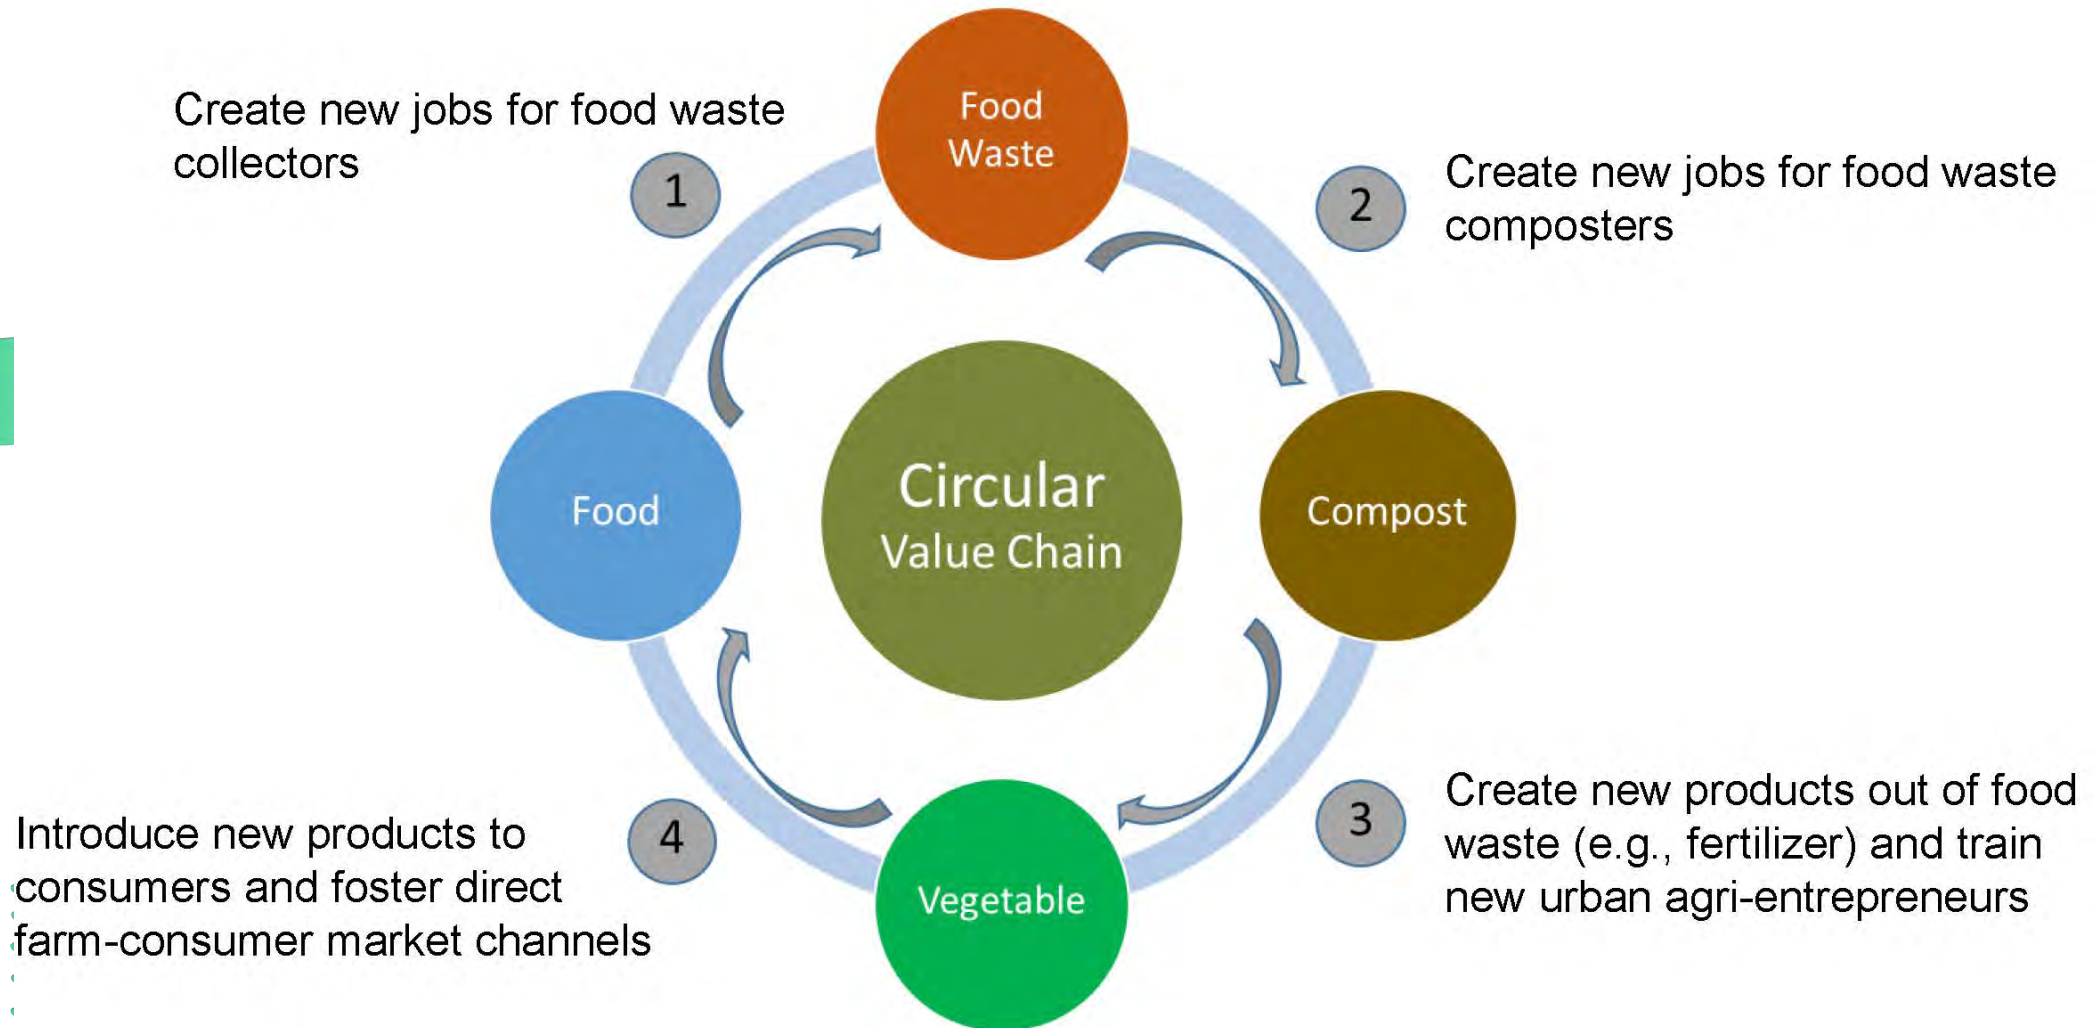 Create new jobs for food waste
collectors
1
Food
Waste
2
Create new jobs for food waste
composters
Food
Circular
Value Chain
Compost
Introduce new products to
consumers and foster direct
farm-consumer market channels
4
Vegetable
3
Create new products out of food
waste (e.g., fertilizer) and train
new urban agri-entrepreneurs